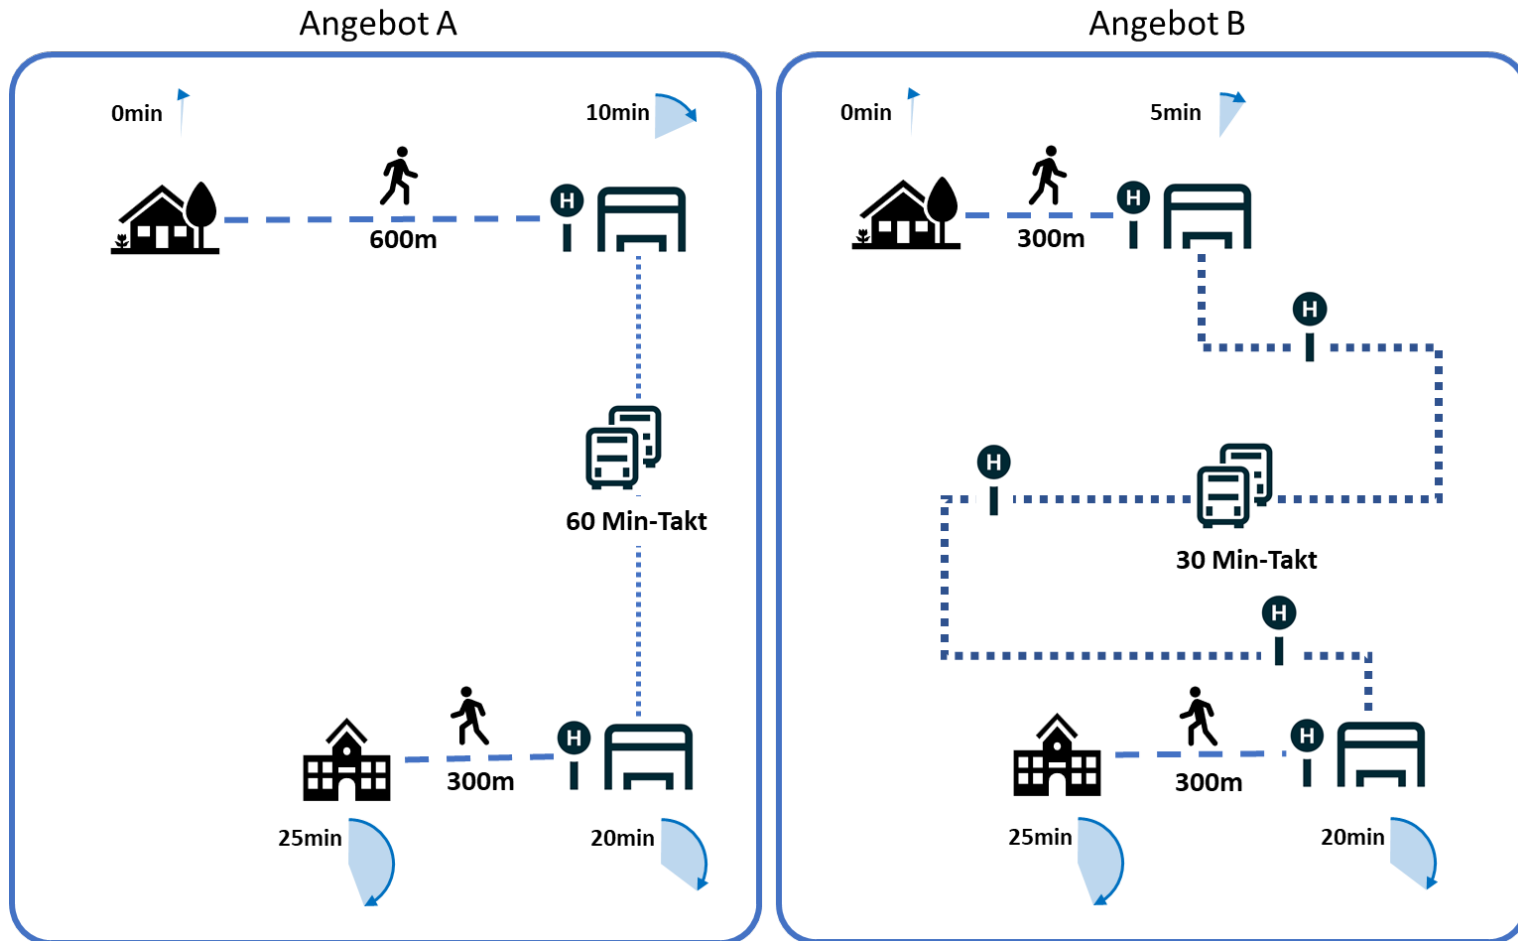 Angebot A
0min
10min
H
600m
60 Min-Takt
H
300m
25min
20min
Angebot B
0min
5min
H
300m
H
H
30 Min-Takt
H
H
300m
25min
20min